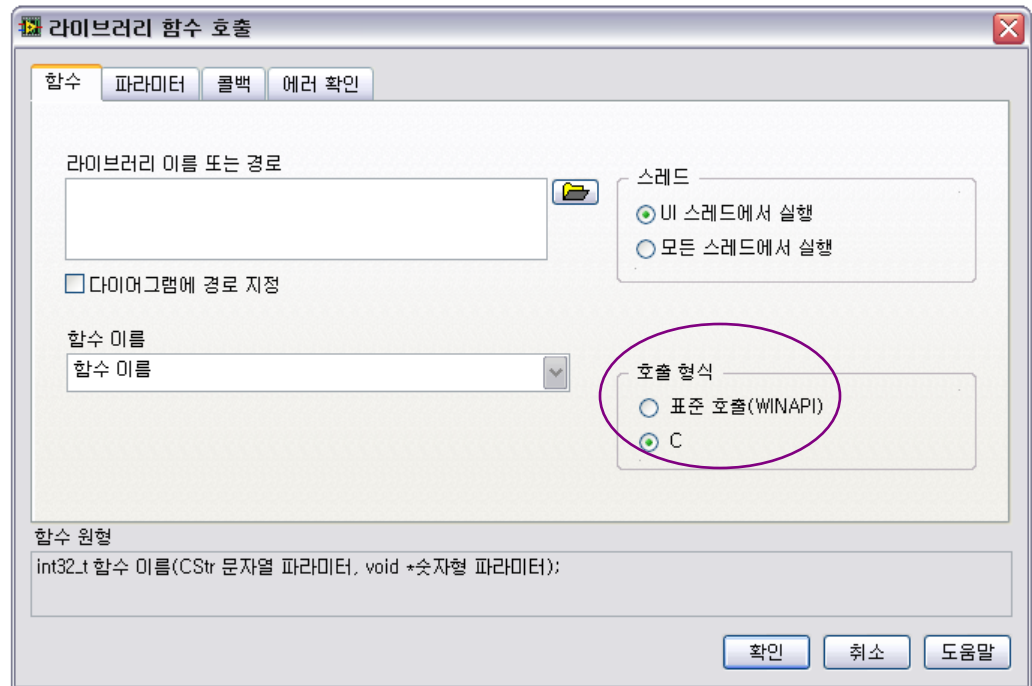 라이브러리 함수 호출
함수 파라미터 콜백 에러 확인
라이브러리 이름 또는 경로
스레드
UI 스레드에서 실행
모든 스레드에서 실행
다이어그램에 경로 지정
함수 이름
함수 이름
호출 형식
표준 호출(WINAPI)
C
함수 원형
int32_t 함수 이름(CStr 문자열 파라미터, void *숫자형 파라미터);
확인 취소 도움말